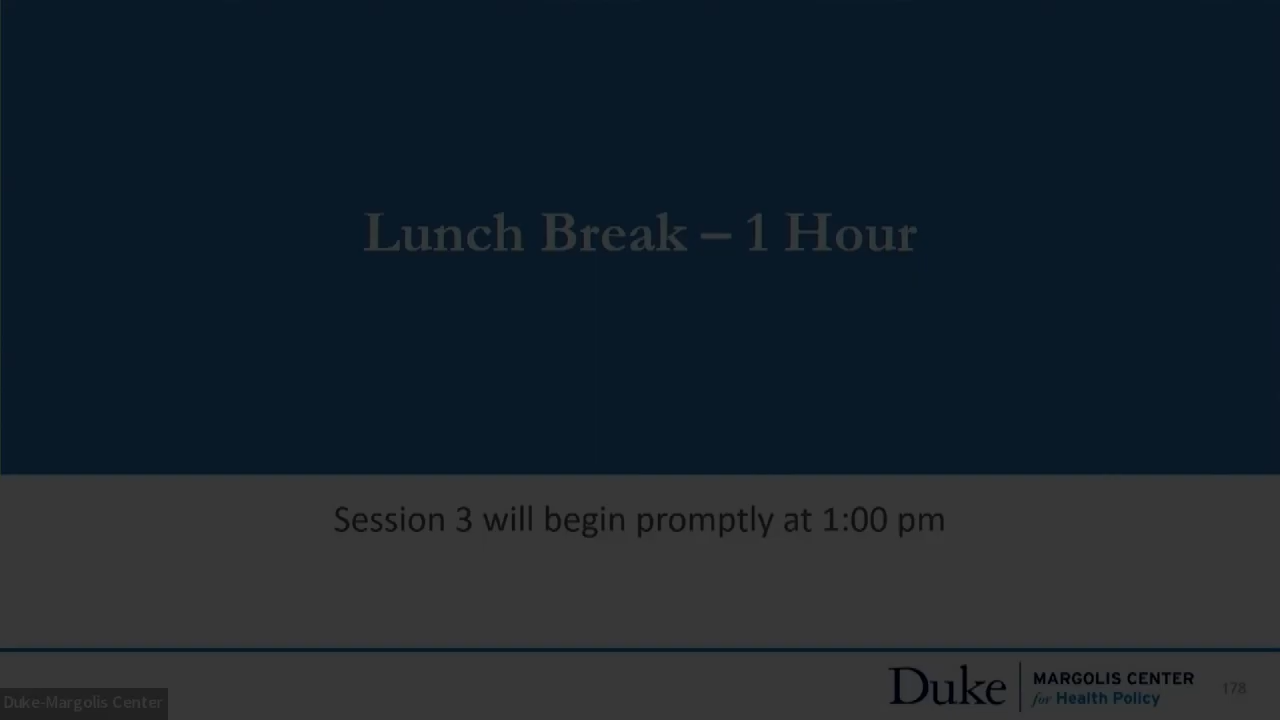 Lunch Break – 1 Hour
Session 3 will begin promptly at 1:00 pm
Duke
MARGOLIS CENTER
for Health Policy
178
Duke-Margolis Center